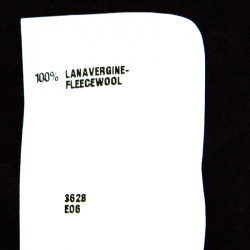 100% LANAVERGINE-
FLEECEWOOL
3628
E06